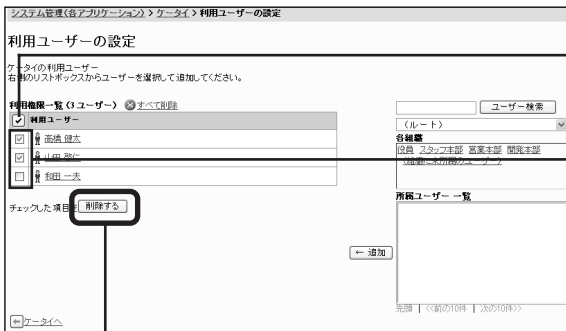 システム管理(各アプリケーション) > ケータイ > 利用ユーザーの設定
利用ユーザーの設定
ケータイの利用ユーザー
右側のリストボックスからユーザーを選択して追加してください。
利用権限一覧 (3 ユーザー) すべて削除
利用ユーザー
高橋 健太
山田 敬仁
和田 一夫
チェックした項目を 削除する
ユーザー検索
(ルート)
各組織
役員 スタッフ本部 営業本部 開発本部
(組織に未所属のユーザー)
所属ユーザー 一覧
← 追加
先頭 | <<前の10件 | 次の10件>>
ケータイへ